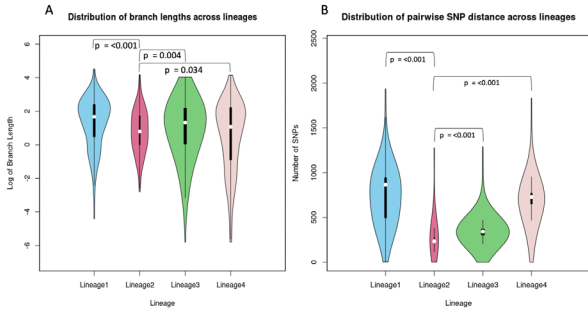 A
Distribution of branch lengths across lineages
p = <0.001
p = 0.004
p = 0.034
Log of Branch Length
6
4
2
0
-2
-4
-6
Lineage1 Lineage2 Lineage3 Lineage4
Lineage
B
Distribution of pairwise SNP distance across lineages
p = <0.001
p = <0.001
p = <0.001
Number of SNPs
2500
2000
1500
1000
500
0
Lineage1 Lineage2 Lineage3 Lineage4
Lineage